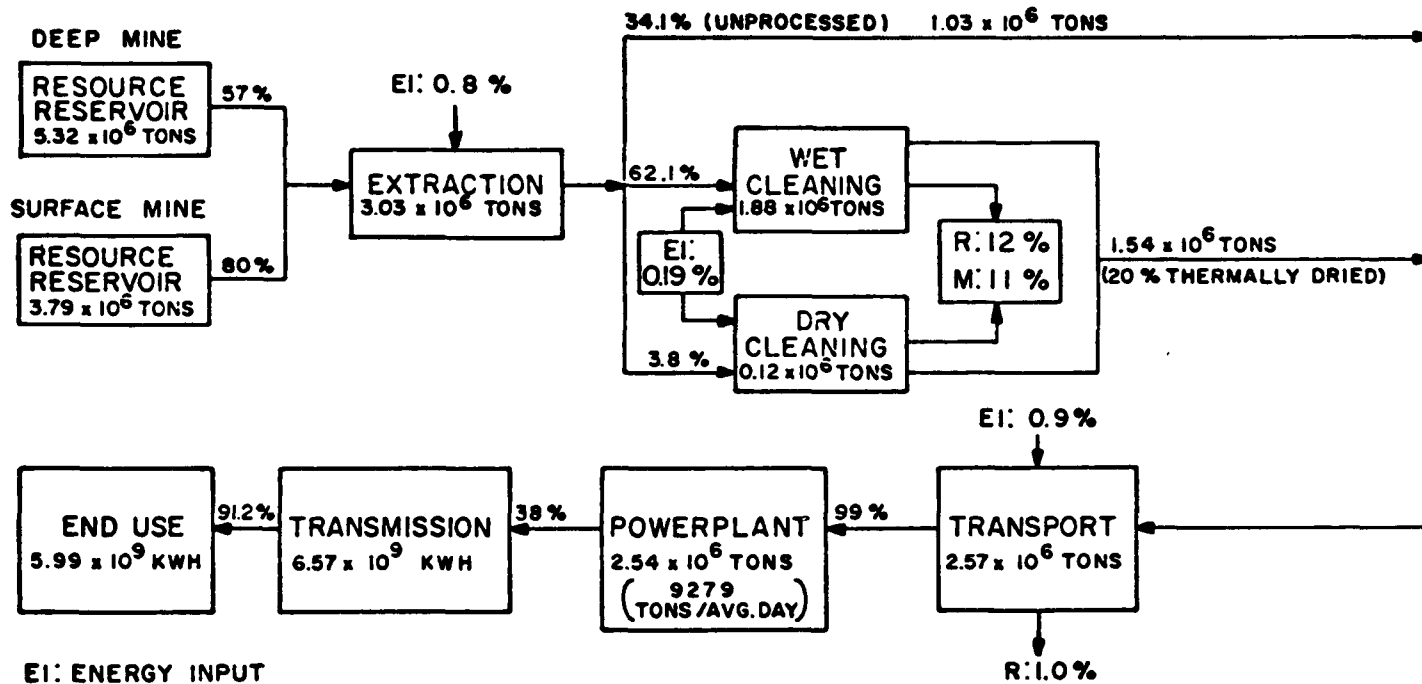 34.1% (UNPROCESSED) 1.03 x 10⁶ TONS
DEEP MINE
RESOURCE
RESERVOIR
5.32 x 10⁶ TONS
57%
EI: 0.8%
EXTRACTION
3.03 x 10⁶ TONS
SURFACE MINE
RESOURCE
RESERVOIR
3.79 x 10⁶ TONS
80%
62.1%
WET
CLEANING
1.88 x 10⁶ TONS
EI:
0.19%
R: 12%
M: 11%
1.54 x 10⁶ TONS
(20% THERMALLY DRIED)
3.8%
DRY
CLEANING
0.12 x 10⁶ TONS
EI: 0.9%
END USE
5.99 x 10⁹ KWH
91.2%
TRANSMISSION
6.57 x 10⁹ KWH
38%
POWERPLANT
2.54 x 10⁶ TONS
(9279
TONS/AVG. DAY)
99%
TRANSPORT
2.57 x 10⁶ TONS
EI: ENERGY INPUT
R: 1.0%